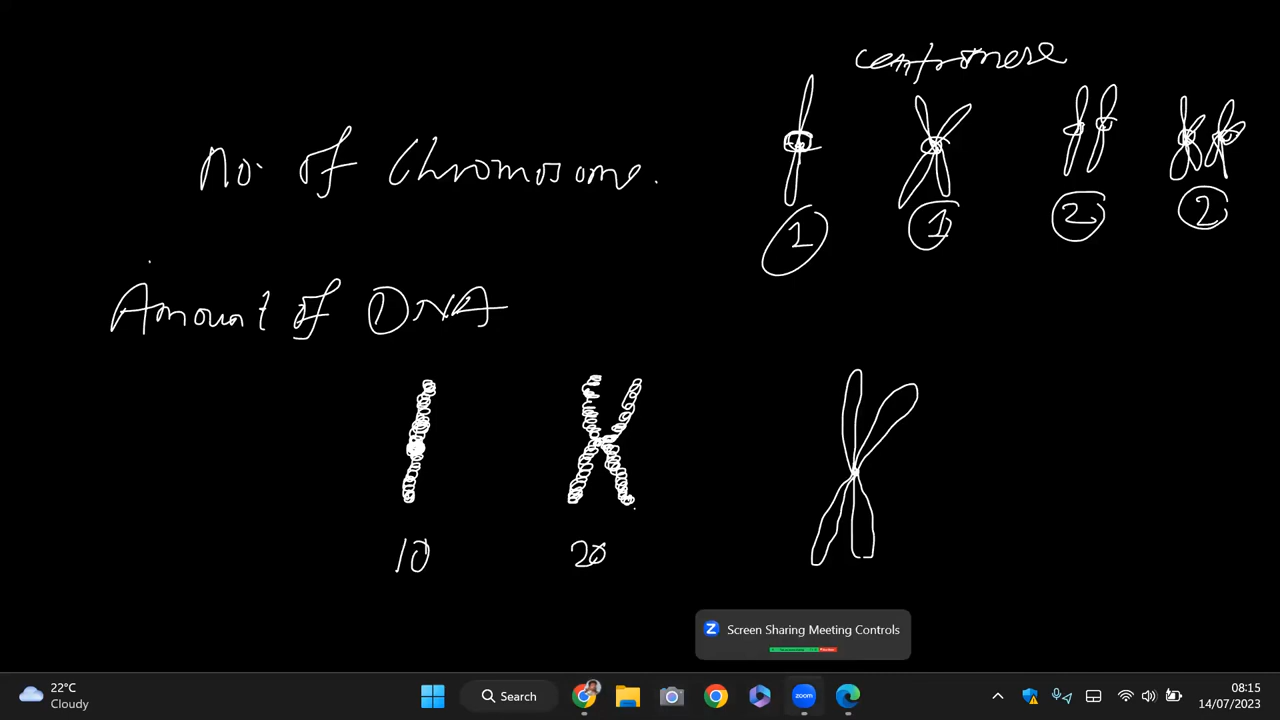 centromere
No. of Chromosome.
1 1 2 2
Amount of DNA
10 20
Screen Sharing Meeting Controls
22°C
Cloudy
Search
zoom
08:15
14/07/2023